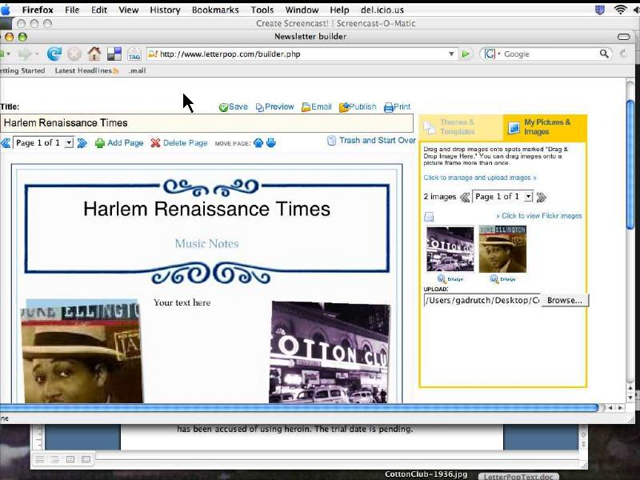 Firefox File Edit View History Bookmarks Tools Window Help del.icio.us
Create Screencast! | Screencast-O-Matic
Newsletter builder
http://www.letterpop.com/builder.php
Google
etting Started Latest Headlines .mail
Title:
Save Preview Email Publish Print
Harlem Renaissance Times
Page 1 of 1 Add Page Delete Page MOVE PAGE: Trash and Start Over
Themes & Templates
My Pictures & Images
Drag and drop images onto spots marked "Drag &
Drop Image Here." You can drag images onto a
picture frame more than once.
Click to manage and upload images »
2 images Page 1 of 1
» Click to view Flickr images
UPLOAD:
/Users/gadrutch/Desktop/Co Browse...
Harlem Renaissance Times
Music Notes
Your text here
DUKE ELLINGTON
COTTON CLU
ne
has been accused of using heroin. The trial date is pending.
CottonClub-1936.jpg
LetterPopText.doc